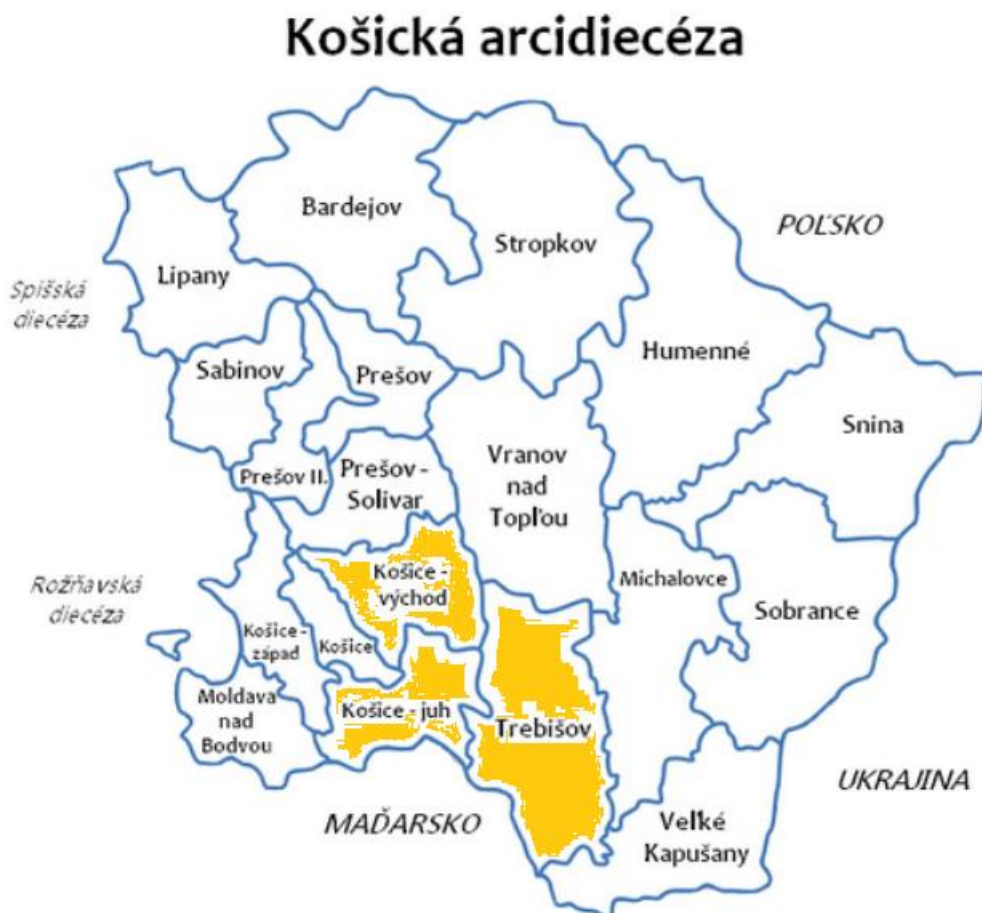 Košická arcidiecéza
Bardejov
Stropkov
POĽSKO
Lipany
Spišská
diecéza
Humenné
Sabinov
Prešov
Snina
Vranov
nad
Topľou
Prešov II.
Prešov -
Solivar
Košice -
východ
Michalovce
Rožňavská
diecéza
Sobrance
Košice -
západ
Košice
Moldava
nad
Bodvou
Košice - juh
Trebišov
UKRAJINA
MAĎARSKO
Veľké
Kapušany